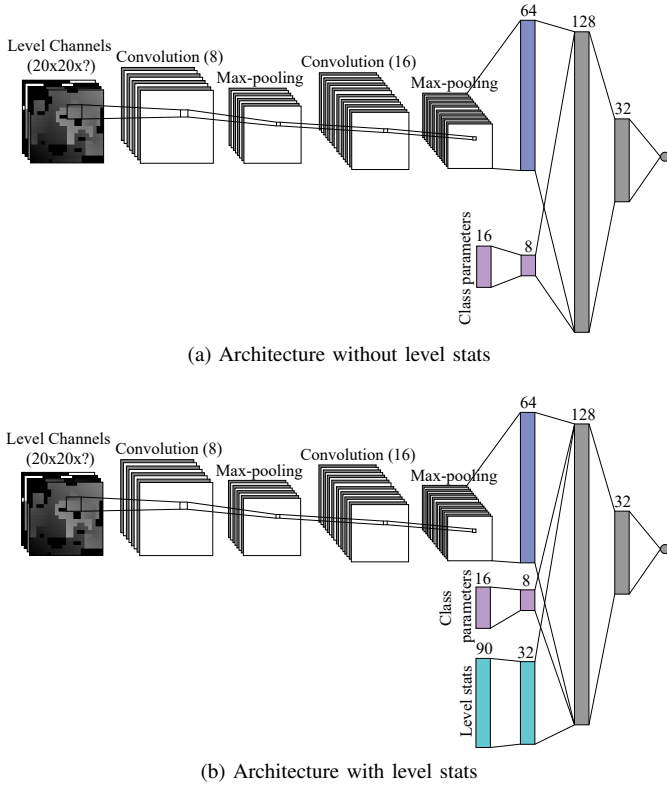 Level Channels
(20x20x?)
Convolution (8)
Max-pooling
Convolution (16)
Max-pooling
64
128
32
Class parameters
16
8
(a) Architecture without level stats
Level Channels
(20x20x?)
Convolution (8)
Max-pooling
Convolution (16)
Max-pooling
64
128
32
Class
parameters
16
8
Level stats
90
32
(b) Architecture with level stats